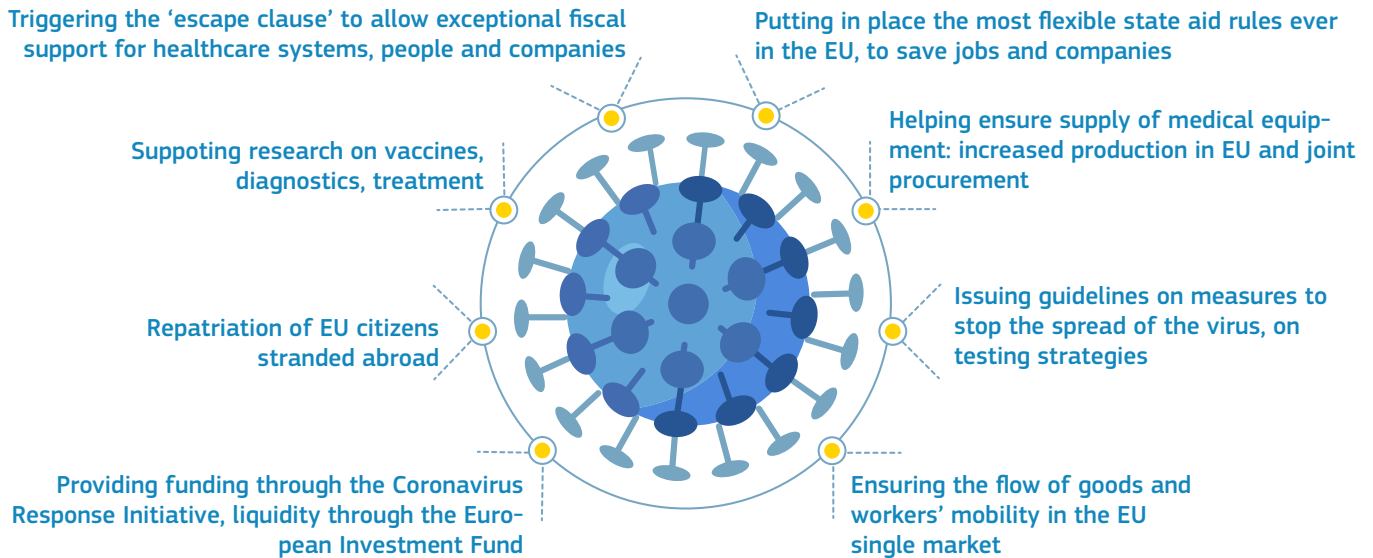 Triggering the ‘escape clause’ to allow exceptional fiscal
support for healthcare systems, people and companies
Putting in place the most flexible state aid rules ever
in the EU, to save jobs and companies
Suppoting research on vaccines,
diagnostics, treatment
Helping ensure supply of medical equip-
ment: increased production in EU and joint
procurement
Repatriation of EU citizens
stranded abroad
Issuing guidelines on measures to
stop the spread of the virus, on
testing strategies
Providing funding through the Coronavirus
Response Initiative, liquidity through the Euro-
pean Investment Fund
Ensuring the flow of goods and
workers’ mobility in the EU
single market